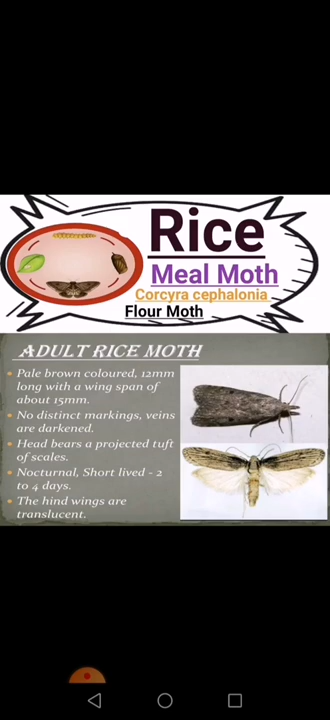 Rice
Meal Moth
Corcyra cephalonia
Flour Moth
ADULT RICE MOTH
Pale brown coloured, 12mm
long with a wing span of
about 15mm.
No distinct markings, veins
are darkened.
Head bears a projected tuft
of scales.
Nocturnal, Short lived - 2
to 4 days.
The hind wings are
translucent.